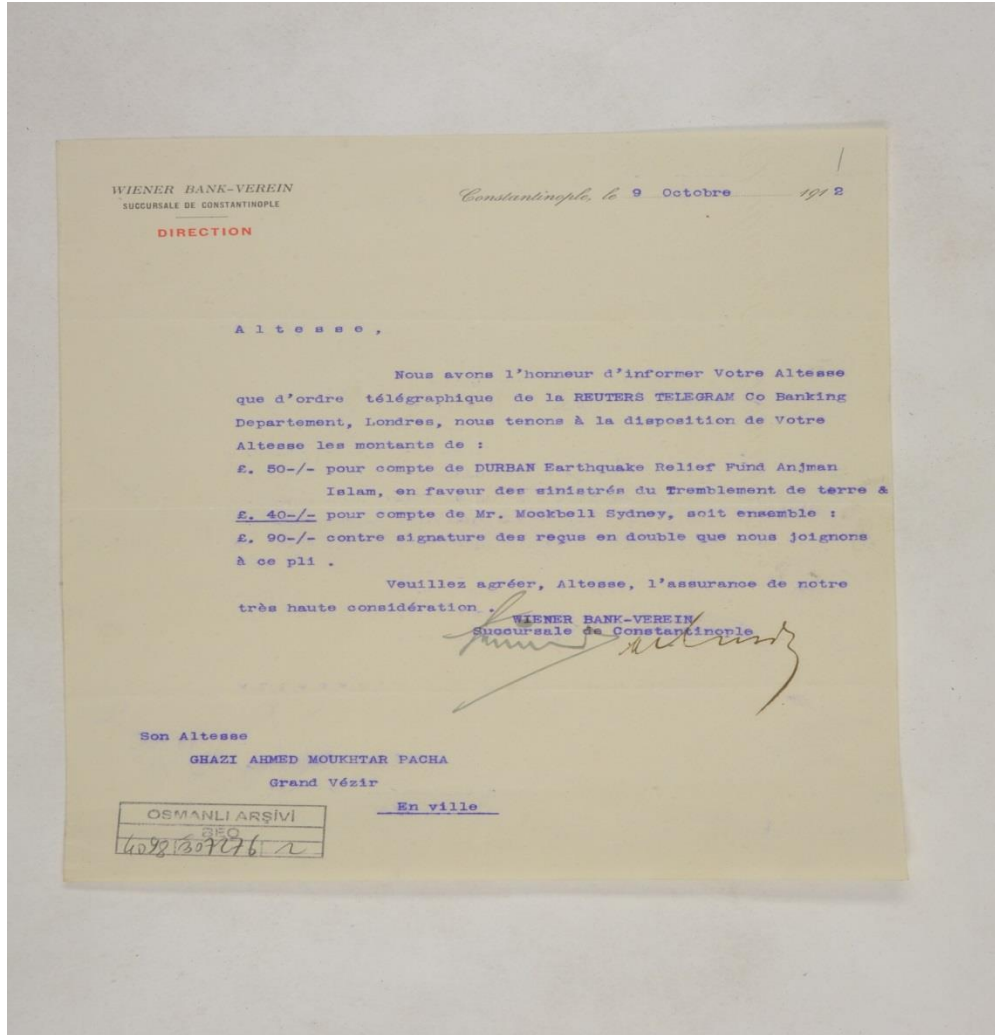 WIENER BANK-VEREIN
SUCCURSALE DE CONSTANTINOPLE
DIRECTION
Constantinople, le 9 Octobre 1912
Altesse,
Nous avons l'honneur d'informer Votre Altesse
que d'ordre télégraphique de la REUTERS TELEGRAM Co Banking
Departement, Londres, nous tenons à la disposition de Votre
Altesse les montants de :
£. 50-/- pour compte de DURBAN Earthquake Relief Fund Anjman
Islam, en faveur des sinistrés du Tremblement de terre &
£. 40-/- pour compte de Mr. Mockbell Sydney, soit ensemble :
£. 90-/- contre signature des reçus en double que nous joignons
à ce pli .
Veuillez agréer, Altesse, l'assurance de notre
très haute considération .
WIENER BANK-VEREIN
Succursale de Constantinople
Son Altesse
GHAZI AHMED MOUKHTAR PACHA
Grand Vézir
En ville
OSMANLI ARŞİVİ
BEO
4098 307276